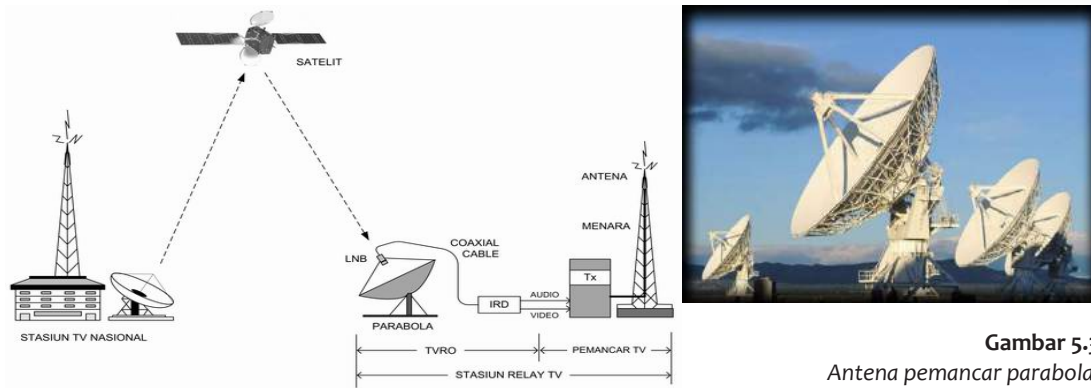 SATELIT
STASIUN TV NASIONAL
LNB
COAXIAL
CABLE
PARABOLA
IRD
AUDIO
VIDEO
Tx
ANTENA
MENARA
TVRO
PEMANCAR TV
STASIUN RELAY TV
Gambar 5.3
Antena pemancar parabola